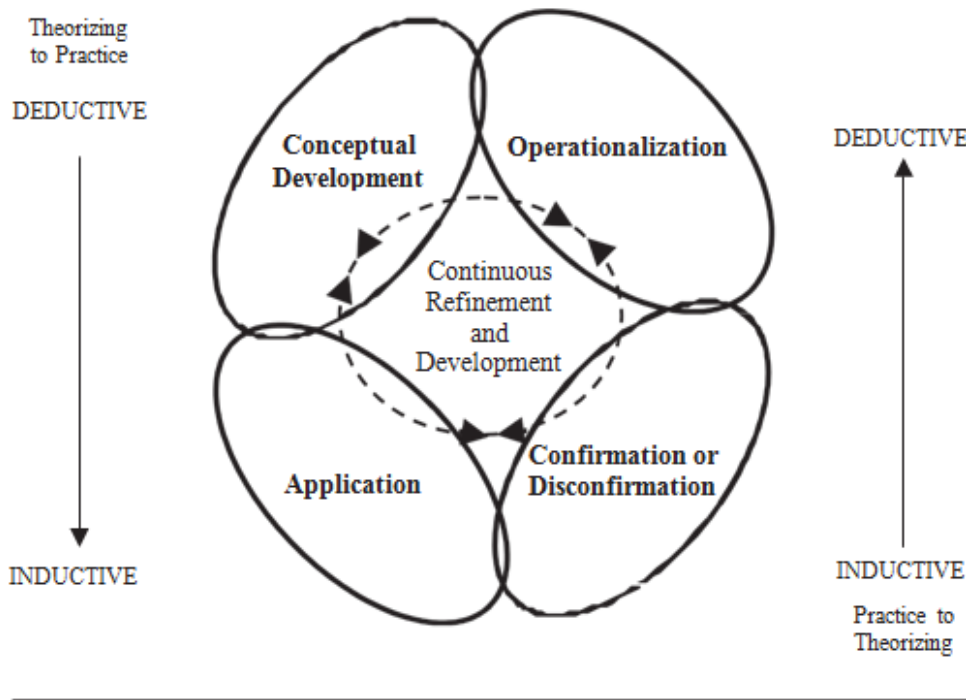 Theorizing
to Practice
DEDUCTIVE
INDUCTIVE
Conceptual
Development
Operationalization
Continuous
Refinement
and
Development
Application
Confirmation or
Disconfirmation
DEDUCTIVE
INDUCTIVE
Practice to
Theorizing